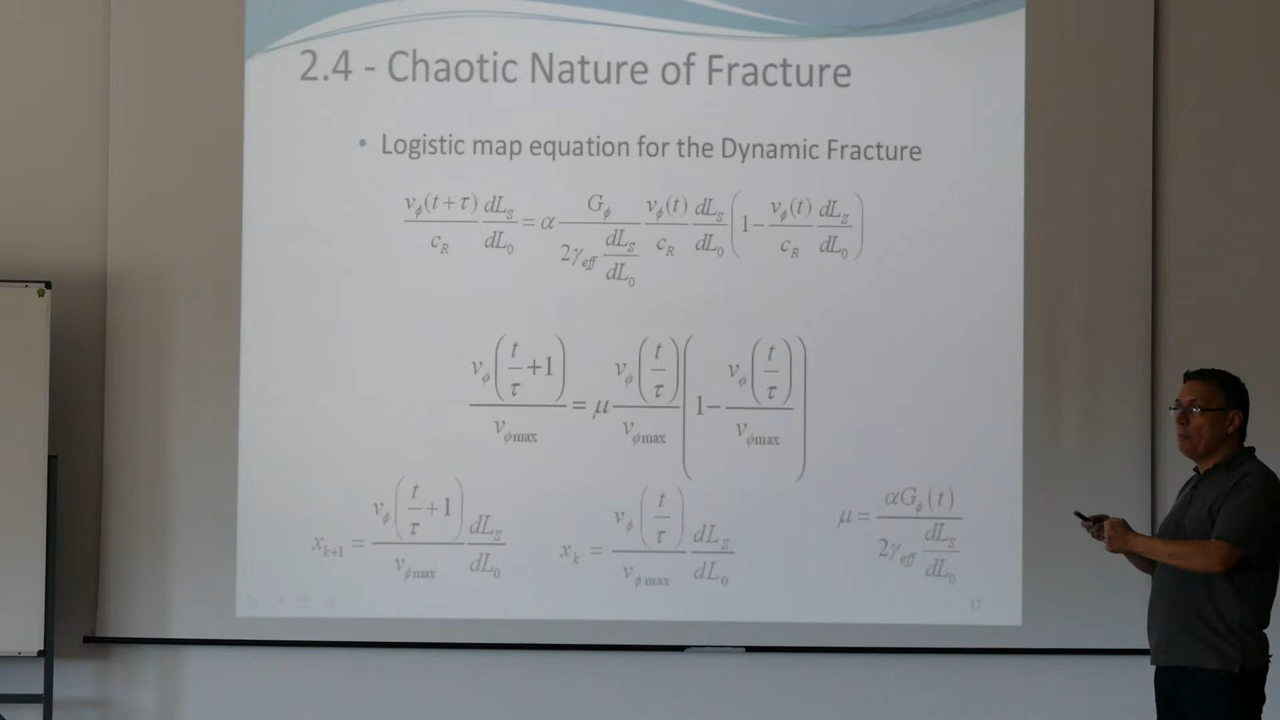 2.4 - Chaotic Nature of Fracture
• Logistic map equation for the Dynamic Fracture
v_ϕ(t+τ)/c_R dL_S/dL_0 = α G_ϕ/(2γ_eff dL_S/dL_0) v_ϕ(t)/c_R dL_S/dL_0 (1 − v_ϕ(t)/c_R dL_S/dL_0)
v_ϕ(t/τ +1)/v_ϕmax = μ v_ϕ(t/τ)/v_ϕmax (1 − v_ϕ(t/τ)/v_ϕmax)
x_{k+1} = v_ϕ(t/τ +1)/v_ϕmax dL_S/dL_0 x_k = v_ϕ(t/τ)/v_ϕmax dL_S/dL_0 μ = αG_ϕ(t)/(2γ_eff dL_S/dL_0)
17